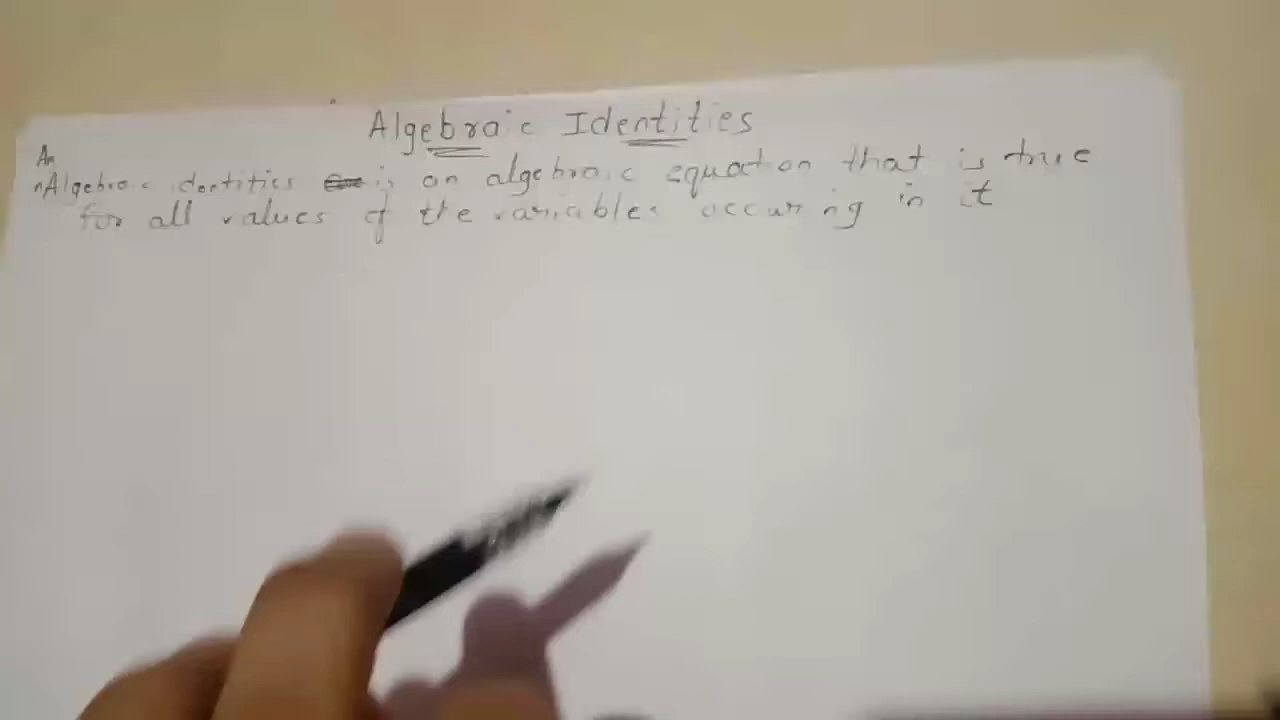 Algebraic Identities
An
Algebraic identities is an algebraic equation that is true
for all values of the variables occuring in it